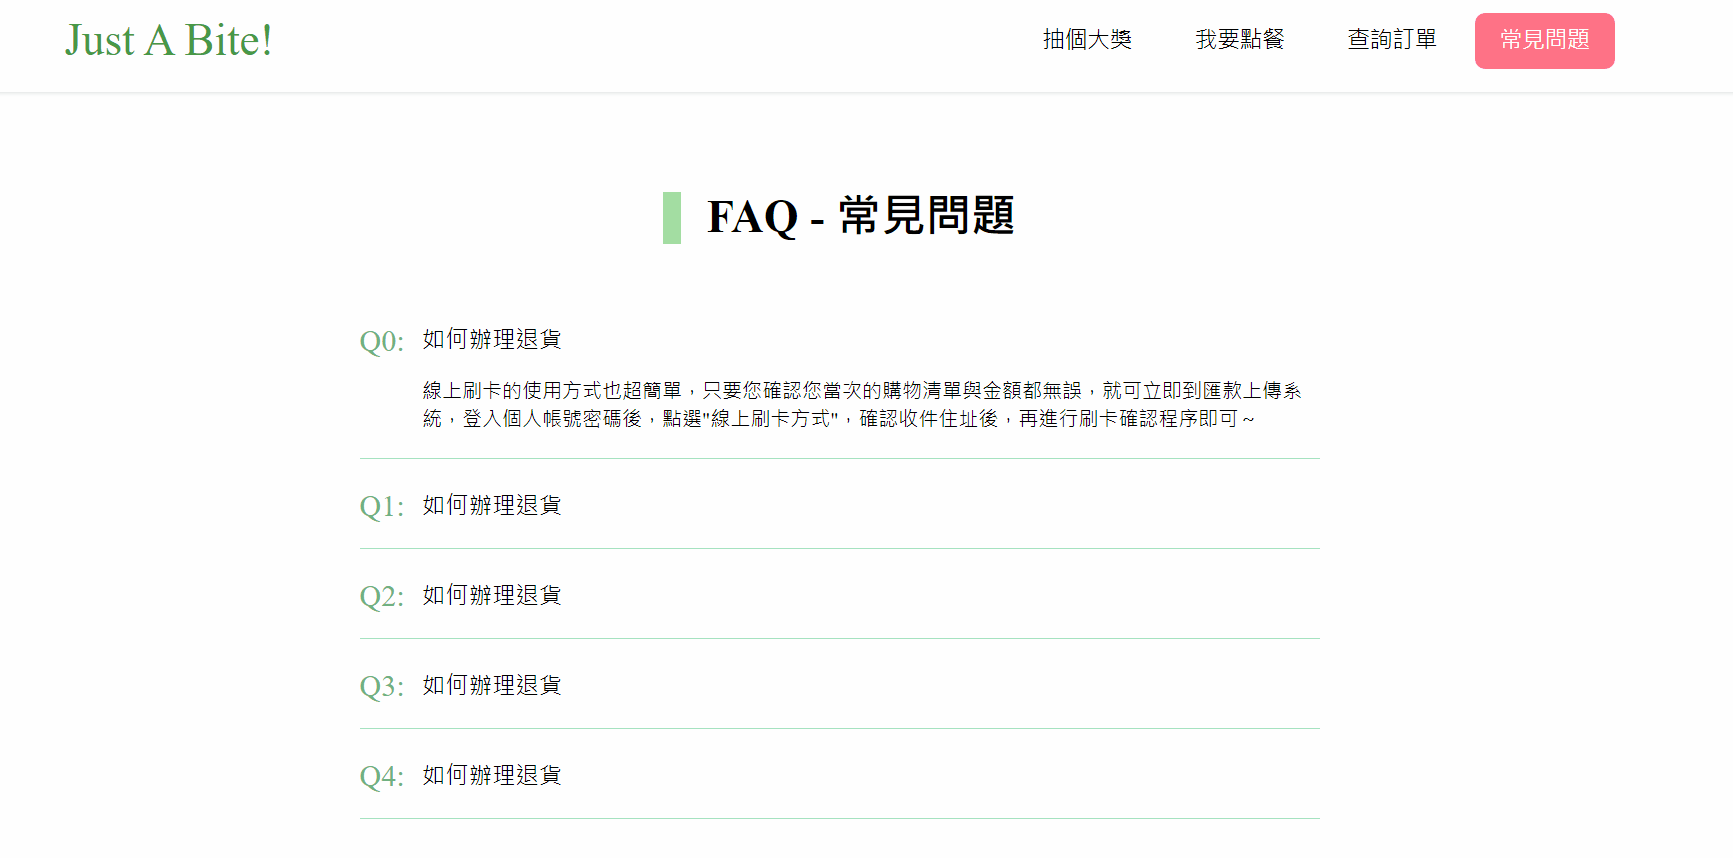 Just A Bite!
抽個大獎 我要點餐 查詢訂單 常見問題
FAQ - 常見問題
Q0: 如何辦理退貨
線上刷卡的使用方式也超簡單，只要您確認您當次的購物清單與金額都無誤，就可立即到匯款上傳系
統，登入個人帳號密碼後，點選"線上刷卡方式"，確認收件住址後，再進行刷卡確認程序即可～
Q1: 如何辦理退貨
Q2: 如何辦理退貨
Q3: 如何辦理退貨
Q4: 如何辦理退貨